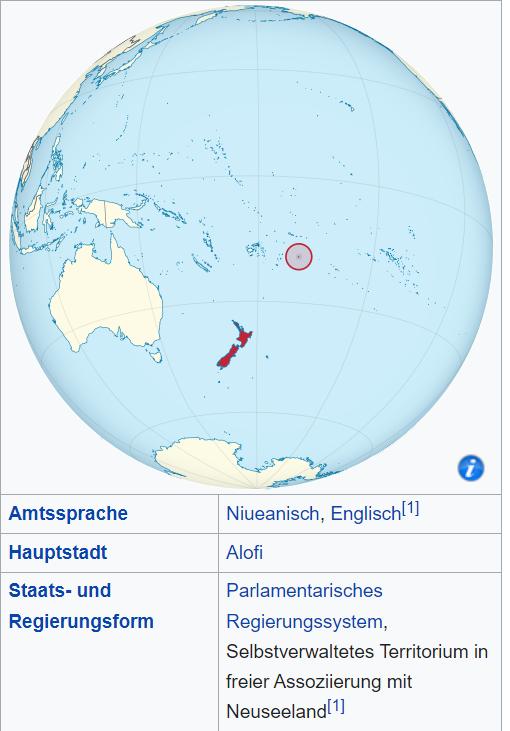 i
Amtssprache
Niueanisch, Englisch[1]
Hauptstadt
Alofi
Staats- und
Regierungsform
Parlamentarisches
Regierungssystem,
Selbstverwaltetes Territorium in
freier Assoziierung mit
Neuseeland[1]